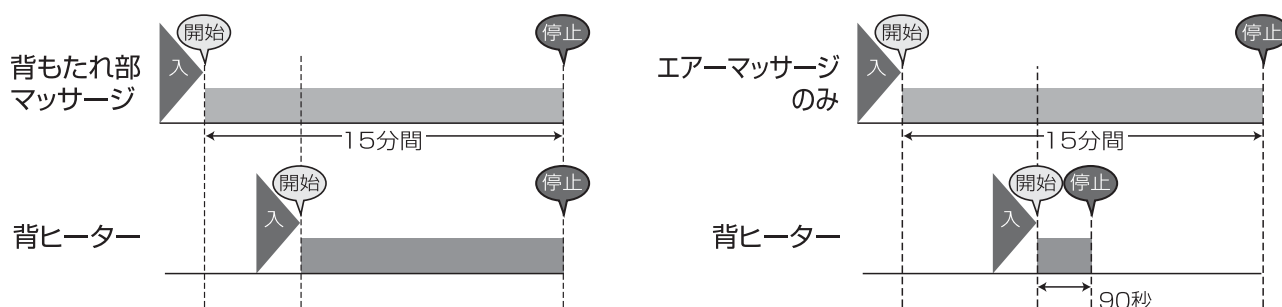 開始
停止
背もたれ部
マッサージ
入
15分間
開始
停止
背ヒーター
入
開始
停止
エアーマッサージ
のみ
入
15分間
開始
停止
背ヒーター
入
90秒